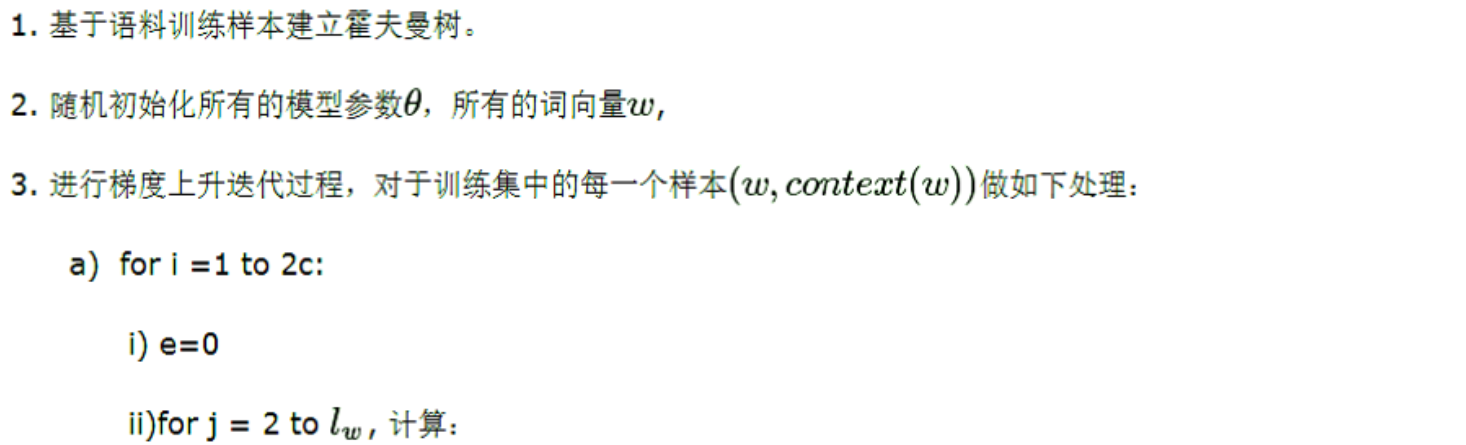 1. 基于语料训练样本建立霍夫曼树。
2. 随机初始化所有的模型参数θ，所有的词向量w,
3. 进行梯度上升迭代过程，对于训练集中的每一个样本(w, context(w))做如下处理：
a) for i =1 to 2c:
i) e=0
ii)for j = 2 to l_w, 计算：